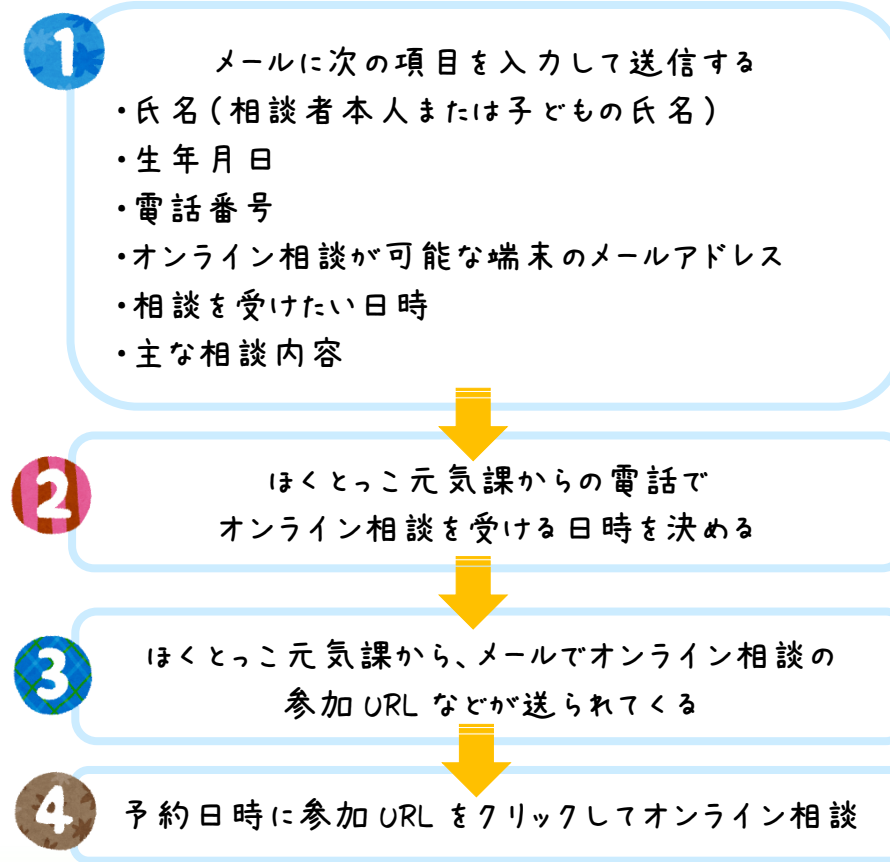 1
メールに次の項目を入力して送信する
・氏名(相談者本人または子どもの氏名)
・生年月日
・電話番号
・オンライン相談が可能な端末のメールアドレス
・相談を受けたい日時
・主な相談内容
2
ほくとっこ元気課からの電話で
オンライン相談を受ける日時を決める
3
ほくとっこ元気課から、メールでオンライン相談の
参加URLなどが送られてくる
4
予約日時に参加URLをクリックしてオンライン相談